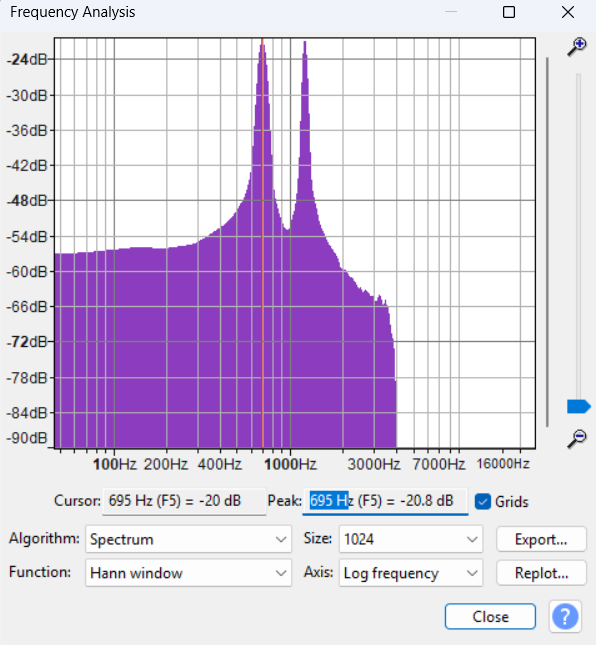 Frequency Analysis
-24dB
-30dB
-36dB
-42dB
-48dB
-54dB
-60dB
-66dB
-72dB
-78dB
-84dB
-90dB
100Hz 200Hz 400Hz 1000Hz 3000Hz 7000Hz 16000Hz
Cursor: 695 Hz (F5) = -20 dB Peak: 695 Hz (F5) = -20.8 dB Grids
Algorithm: Spectrum Size: 1024 Export...
Function: Hann window Axis: Log frequency Replot...
Close ?